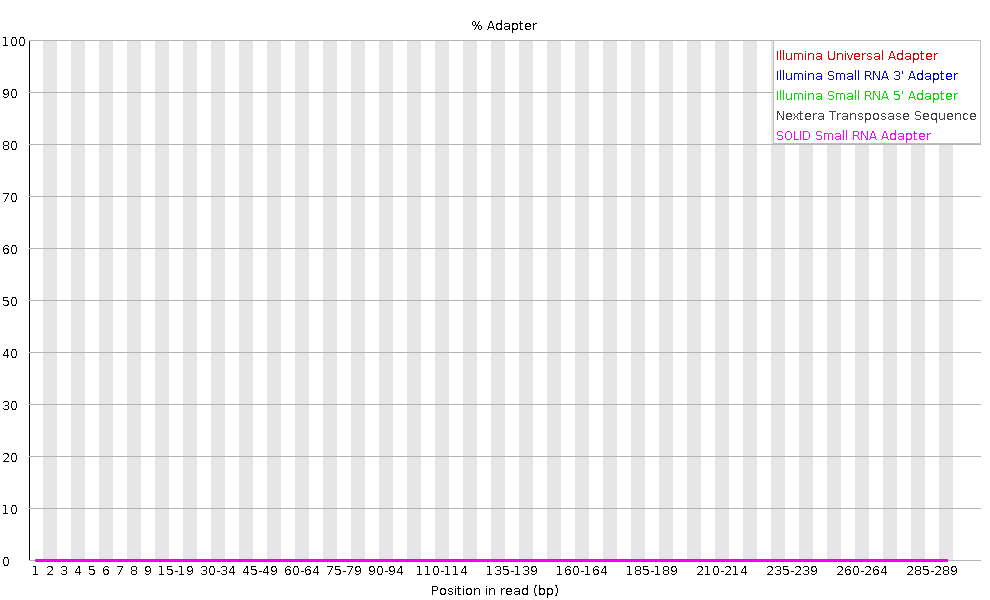 % Adapter
100
90
80
70
60
50
40
30
20
10
0
Illumina Universal Adapter
Illumina Small RNA 3' Adapter
Illumina Small RNA 5' Adapter
Nextera Transposase Sequence
SOLID Small RNA Adapter
1 2 3 4 5 6 7 8 9 15-19 30-34 45-49 60-64 75-79 90-94 110-114 135-139 160-164 185-189 210-214 235-239 260-264 285-289
Position in read (bp)